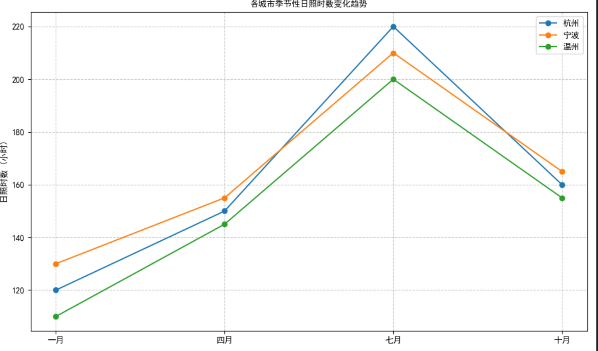 各城市季节性日照时数变化趋势
杭州
宁波
温州
日照时数（小时）
220
200
180
160
140
120
一月
四月
七月
十月